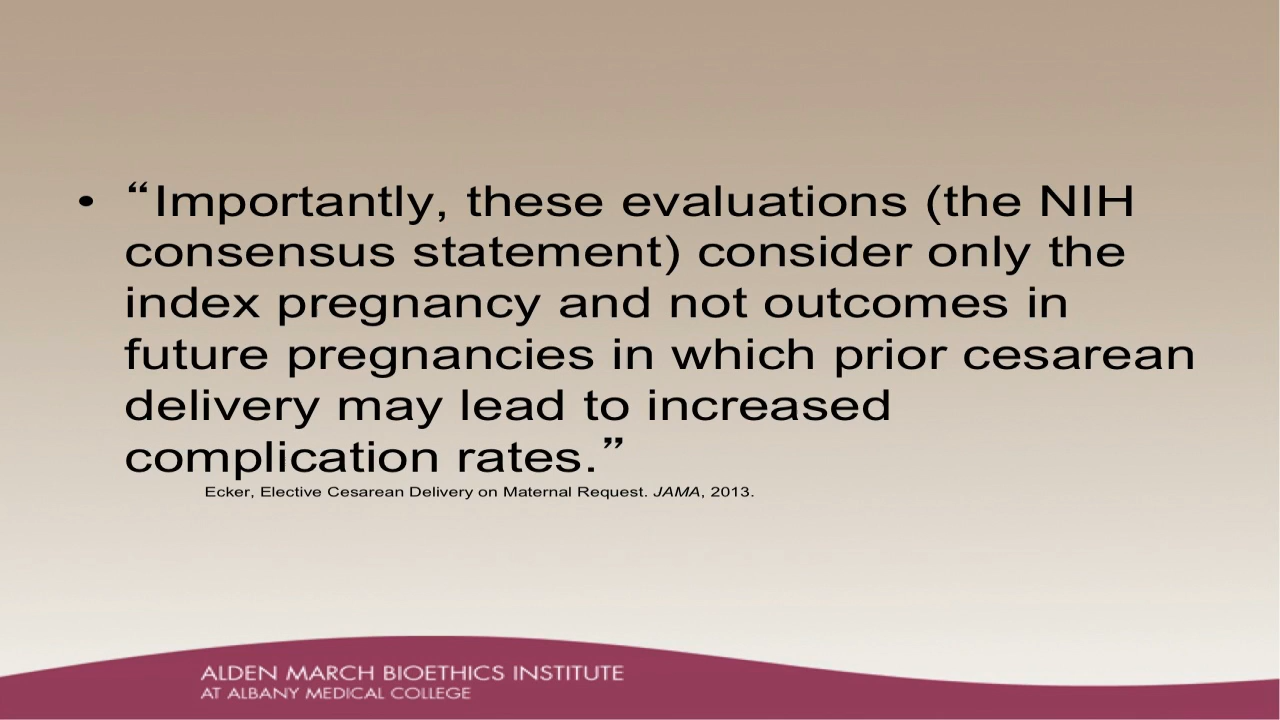 • “Importantly, these evaluations (the NIH
consensus statement) consider only the
index pregnancy and not outcomes in
future pregnancies in which prior cesarean
delivery may lead to increased
complication rates.”
Ecker, Elective Cesarean Delivery on Maternal Request. JAMA, 2013.
ALDEN MARCH BIOETHICS INSTITUTE
AT ALBANY MEDICAL COLLEGE